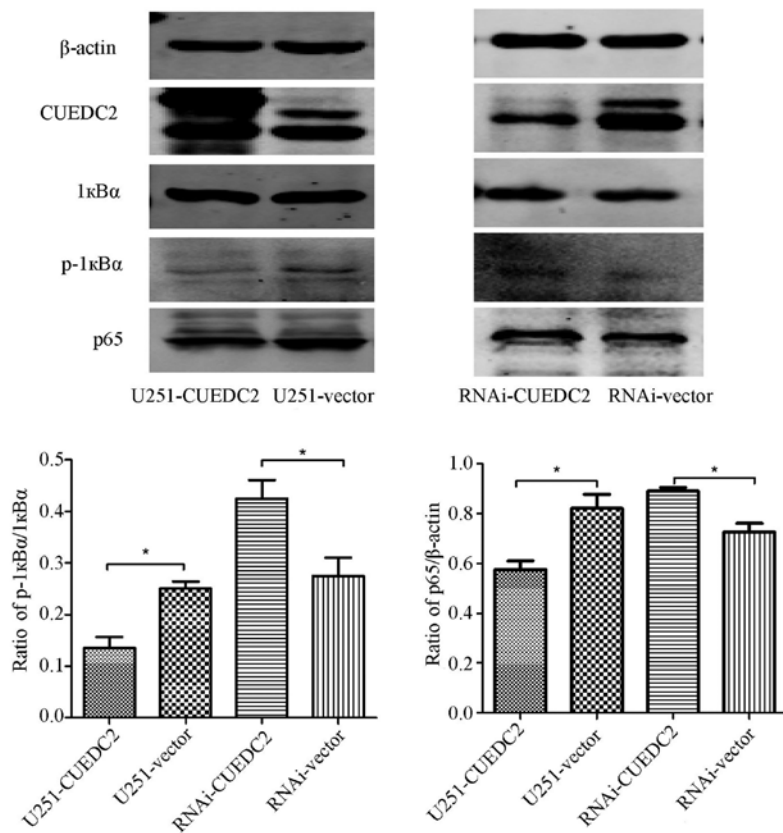 β-actin
CUEDC2
1κBα
p-1κBα
p65
U251-CUEDC2 U251-vector
RNAi-CUEDC2 RNAi-vector
Ratio of p-1κBα/1κBα
0.5
0.4
0.3
0.2
0.1
0.0
*
*
U251-CUEDC2
U251-vector
RNAi-CUEDC2
RNAi-vector
Ratio of p65/β-actin
1.0
0.8
0.6
0.4
0.2
0.0
*
*
U251-CUEDC2
U251-vector
RNAi-CUEDC2
RNAi-vector